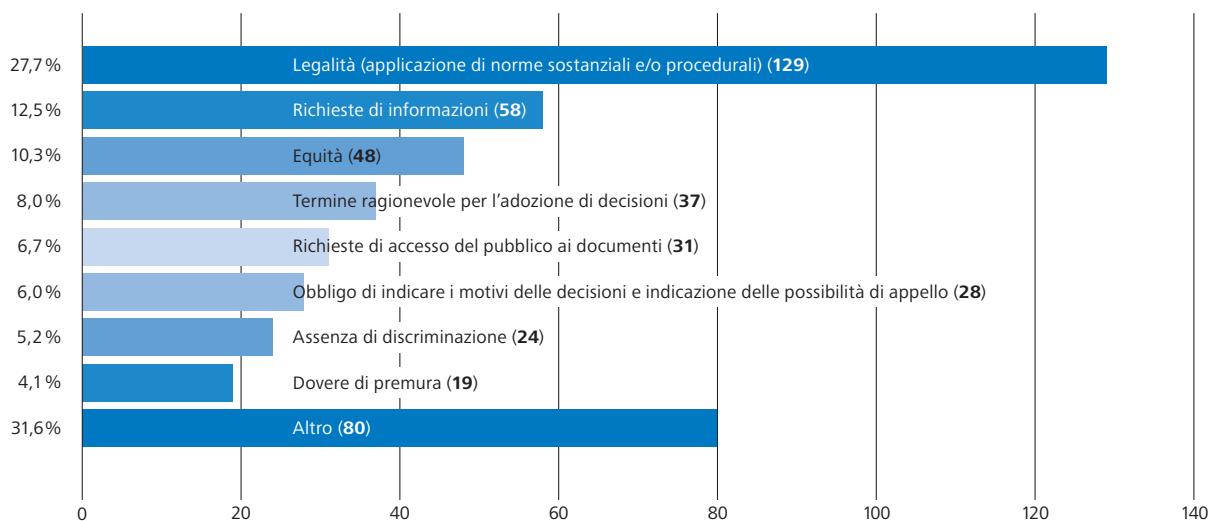 27,7 % Legalità (applicazione di norme sostanziali e/o procedurali) (129)
12,5 % Richieste di informazioni (58)
10,3 % Equità (48)
8,0 % Termine ragionevole per l'adozione di decisioni (37)
6,7 % Richieste di accesso del pubblico ai documenti (31)
6,0 % Obbligo di indicare i motivi delle decisioni e indicazione delle possibilità di appello (28)
5,2 % Assenza di discriminazione (24)
4,1 % Dovere di premura (19)
31,6 % Altro (80)
0 20 40 60 80 100 120 140